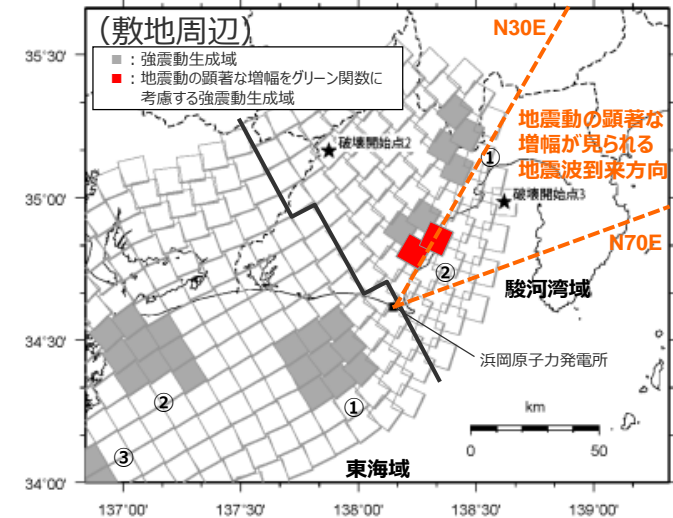 （敷地周辺）
■：強震動生成域
■：地震動の顕著な増幅をグリーン関数に
考慮する強震動生成域
N30E
地震動の顕著な
増幅が見られる
地震波到来方向
N70E
35°30'
35°00'
34°30'
34°00'
破壊開始点2
破壊開始点3
①
②
駿河湾域
浜岡原子力発電所
②
①
③
東海域
km
0
50
137°00'
137°30'
138°00'
138°30'
139°00'